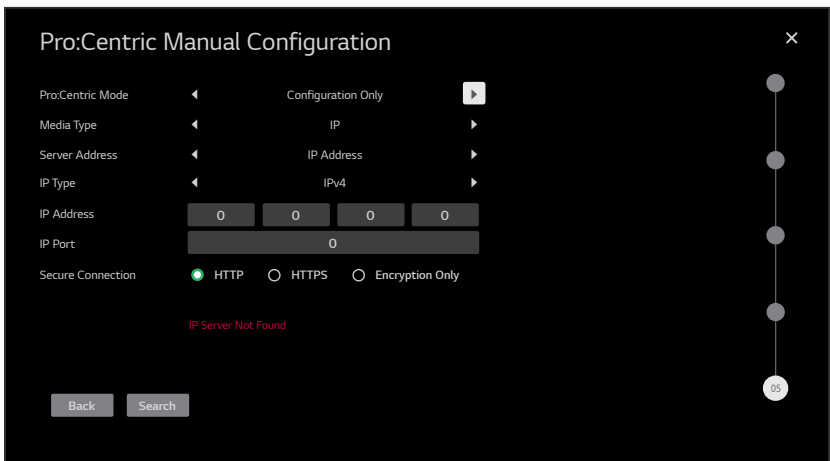 Pro:Centric Manual Configuration
Pro:Centric Mode Configuration Only
Media Type IP
Server Address IP Address
IP Type IPv4
IP Address 0 0 0 0
IP Port 0
Secure Connection HTTP HTTPS Encryption Only
IP Server Not Found
05
Back Search